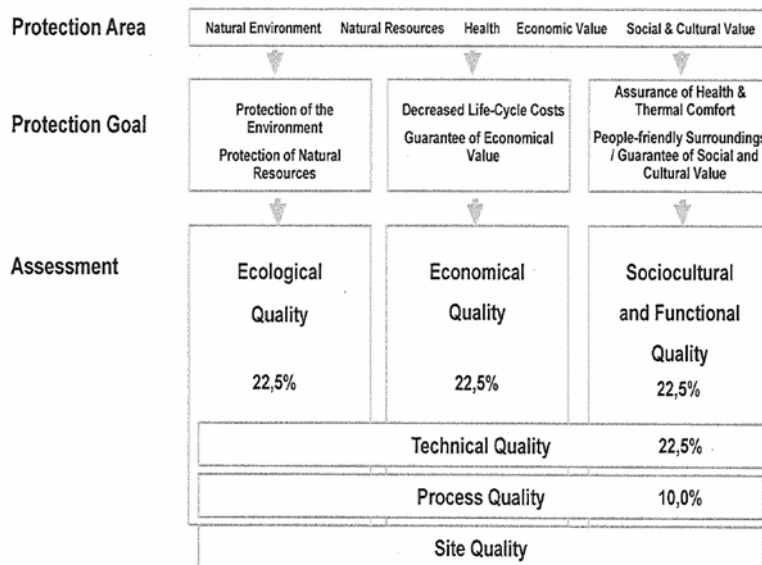 Protection Area
Natural Environment Natural Resources Health Economic Value Social & Cultural Value
Protection Goal
Protection of the
Environment
Protection of Natural
Resources
Decreased Life-Cycle Costs
Guarantee of Economical
Value
Assurance of Health &
Thermal Comfort
People-friendly Surroundings
/ Guarantee of Social and
Cultural Value
Assessment
Ecological
Quality
22,5%
Economical
Quality
22,5%
Sociocultural
and Functional
Quality
22,5%
Technical Quality 22,5%
Process Quality 10,0%
Site Quality